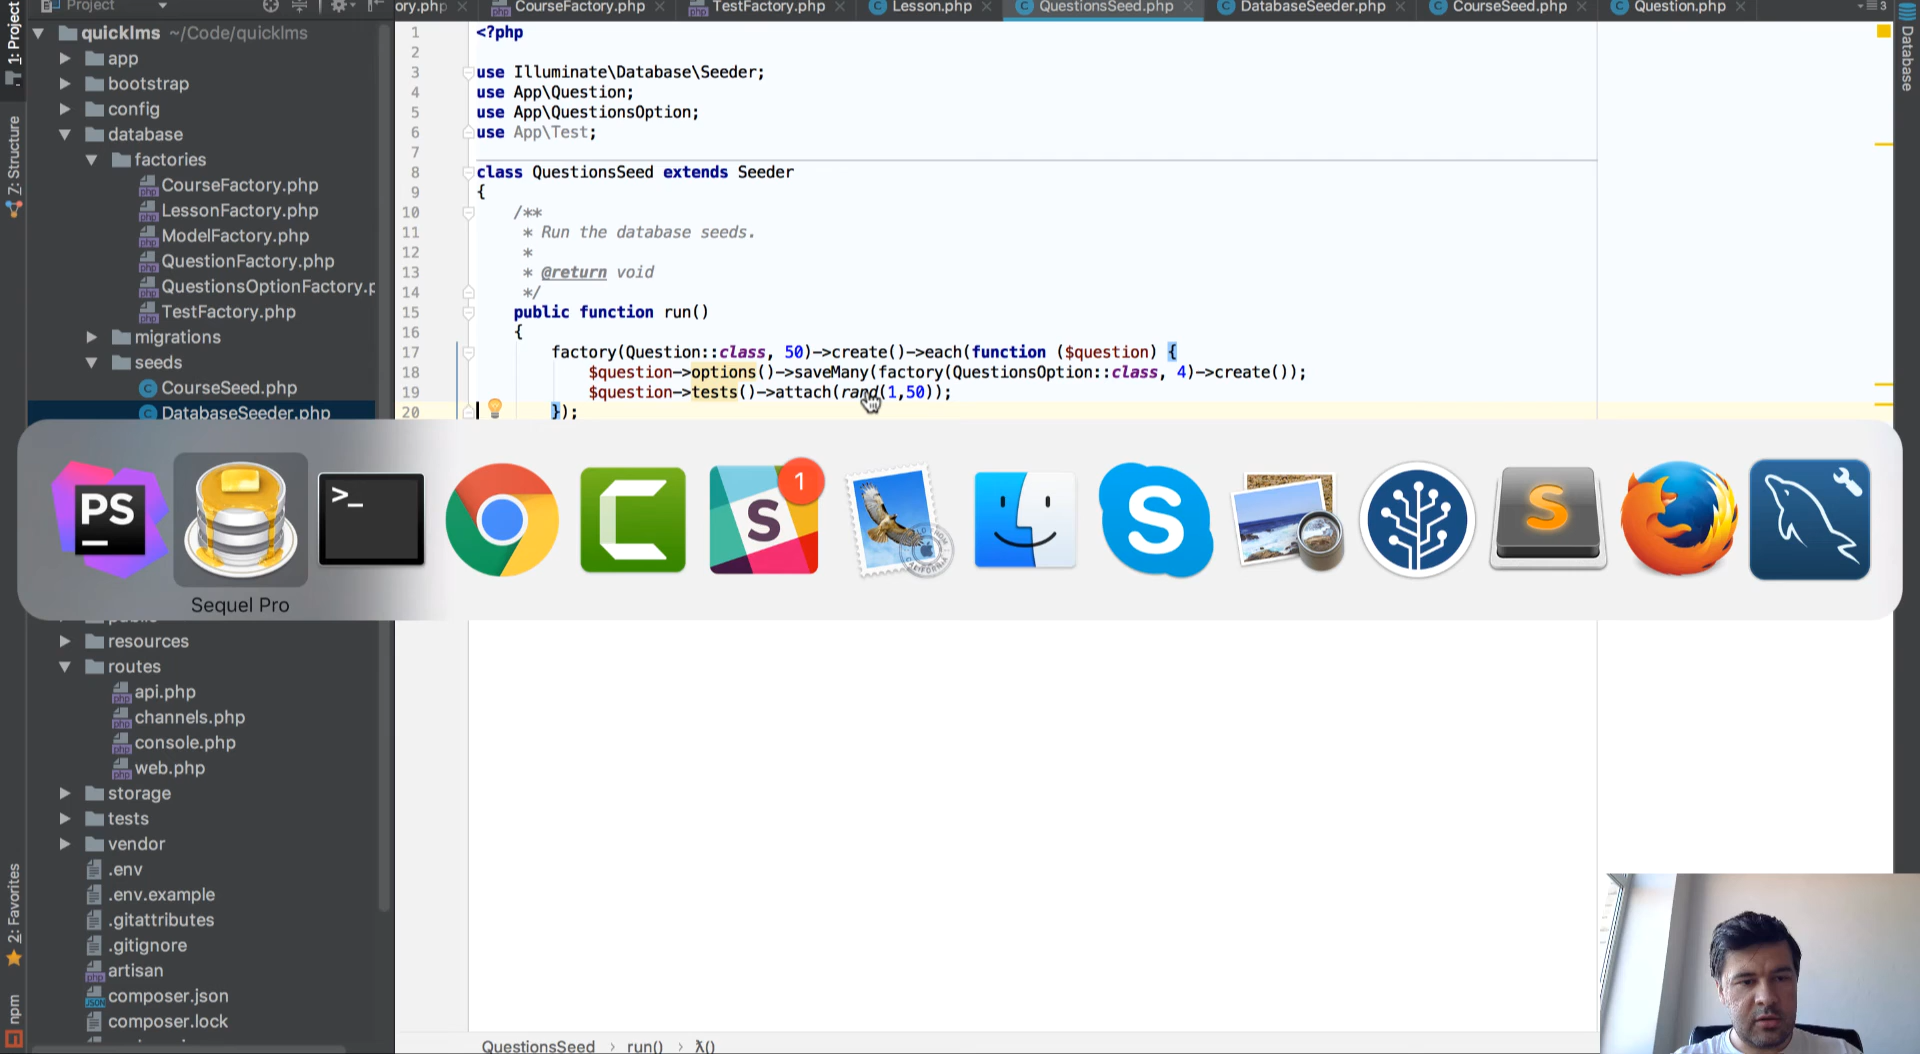 Project
ory.php
CourseFactory.php
TestFactory.php
Lesson.php
QuestionsSeed.php
DatabaseSeeder.php
CourseSeed.php
Question.php
3
1: Project
7: Structure
2: Favorites
npm
Database
quicklms ~/Code/quicklms
app
bootstrap
config
database
factories
CourseFactory.php
LessonFactory.php
ModelFactory.php
QuestionFactory.php
QuestionsOptionFactory.p
TestFactory.php
migrations
seeds
CourseSeed.php
DatabaseSeeder.php
resources
routes
api.php
channels.php
console.php
web.php
storage
tests
vendor
.env
.env.example
.gitattributes
.gitignore
artisan
composer.json
composer.lock
1 <?php
2
3 use Illuminate\Database\Seeder;
4 use App\Question;
5 use App\QuestionsOption;
6 use App\Test;
7
8 class QuestionsSeed extends Seeder
9 {
10 /**
11 * Run the database seeds.
12 *
13 * @return void
14 */
15 public function run()
16 {
17 factory(Question::class, 50)->create()->each(function ($question) {
18 $question->options()->saveMany(factory(QuestionsOption::class, 4)->create());
19 $question->tests()->attach(rand(1,50));
20 });
PS
>_
S
1
S
S
Sequel Pro
QuestionsSeed › run() › λ()